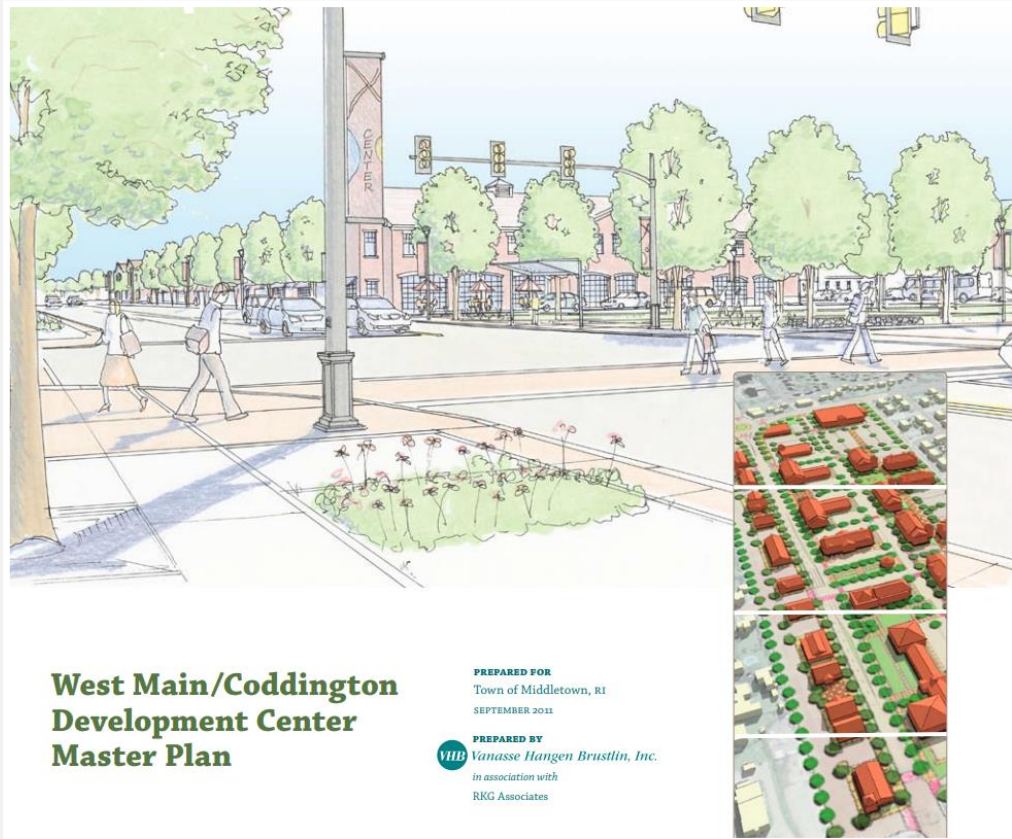 CENTER
West Main/Coddington
Development Center
Master Plan
PREPARED FOR
Town of Middletown, RI
SEPTEMBER 2011
PREPARED BY
VHB Vanasse Hangen Brustlin, Inc.
in association with
RKG Associates